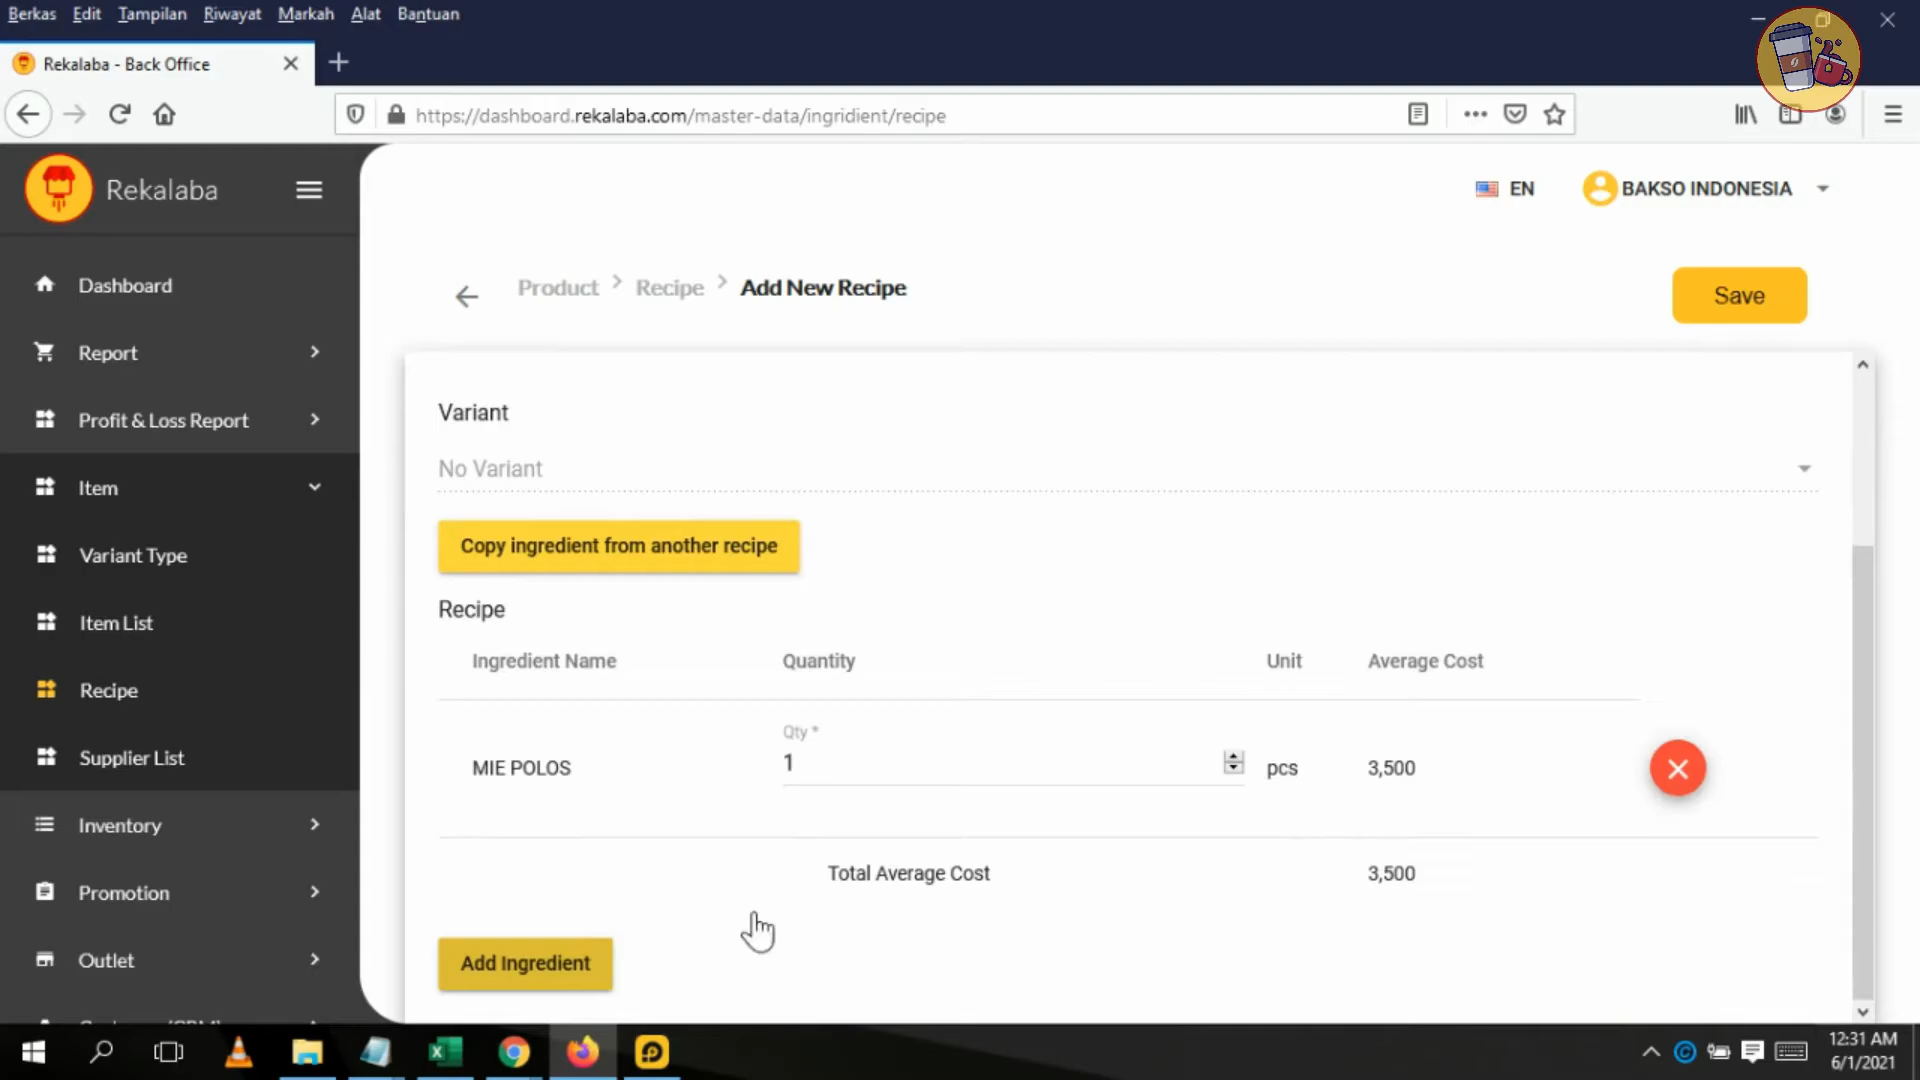 Berkas Edit Tampilan Riwayat Markah Alat Bantuan
Rekalaba - Back Office
https://dashboard.rekalaba.com/master-data/ingridient/recipe
Rekalaba
EN
BAKSO INDONESIA
Product > Recipe > Add New Recipe
Save
Dashboard
Report
Profit & Loss Report
Item
Variant Type
Item List
Recipe
Supplier List
Inventory
Promotion
Outlet
Variant
No Variant
Copy ingredient from another recipe
Recipe
Ingredient Name Quantity Unit Average Cost
Qty *
MIE POLOS 1 pcs 3,500
Total Average Cost 3,500
Add Ingredient
12:31 AM
6/1/2021